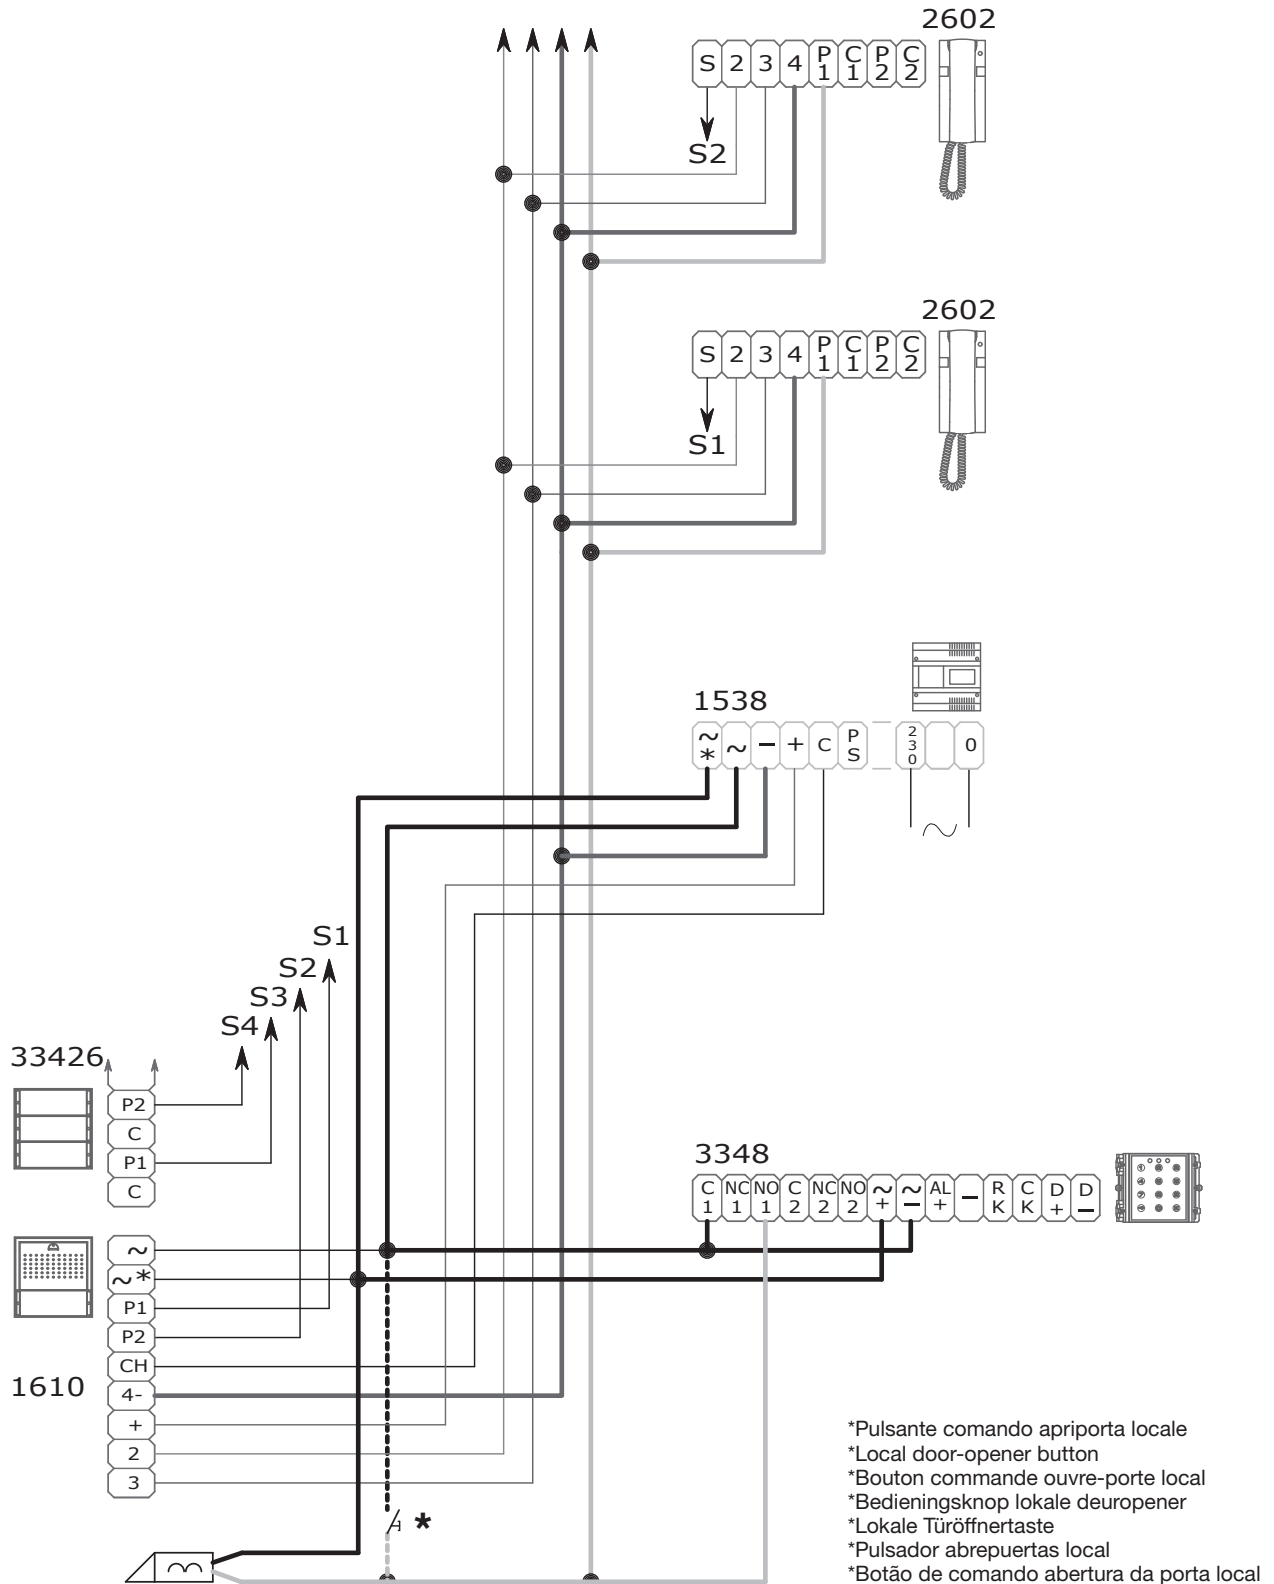 2602
S 2 3 4 P1 C1 P2 C2
S2
2602
S 2 3 4 P1 C1 P2 C2
S1
1538
~* ~ − + C PS 230 0
~
S1
S2
S3
S4
33426
P2
C
P1
C
3348
C1 NC1 NO1 C2 NC2 NO2 ~+ ~− AL+ − RK CK D+ D−
~
~*
P1
P2
CH
4-
+
2
3
1610
*
*Pulsante comando apriporta locale
*Local door-opener button
*Bouton commande ouvre-porte local
*Bedieningsknop lokale deuropener
*Lokale Türöffnertaste
*Pulsador abrepuertas local
*Botão de comando abertura da porta local